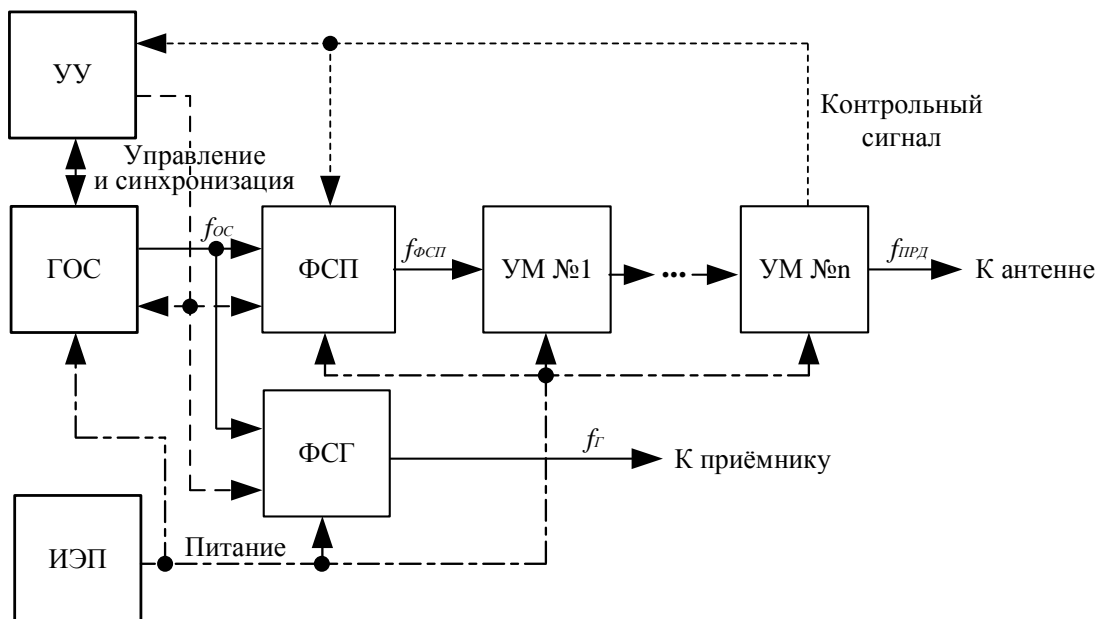 УУ
Контрольный
сигнал
Управление
и синхронизация
ГОС
fОС
ФСП
fФСП
УМ №1
...
УМ №n
fПРД
К антенне
ФСГ
fГ
К приёмнику
ИЭП
Питание